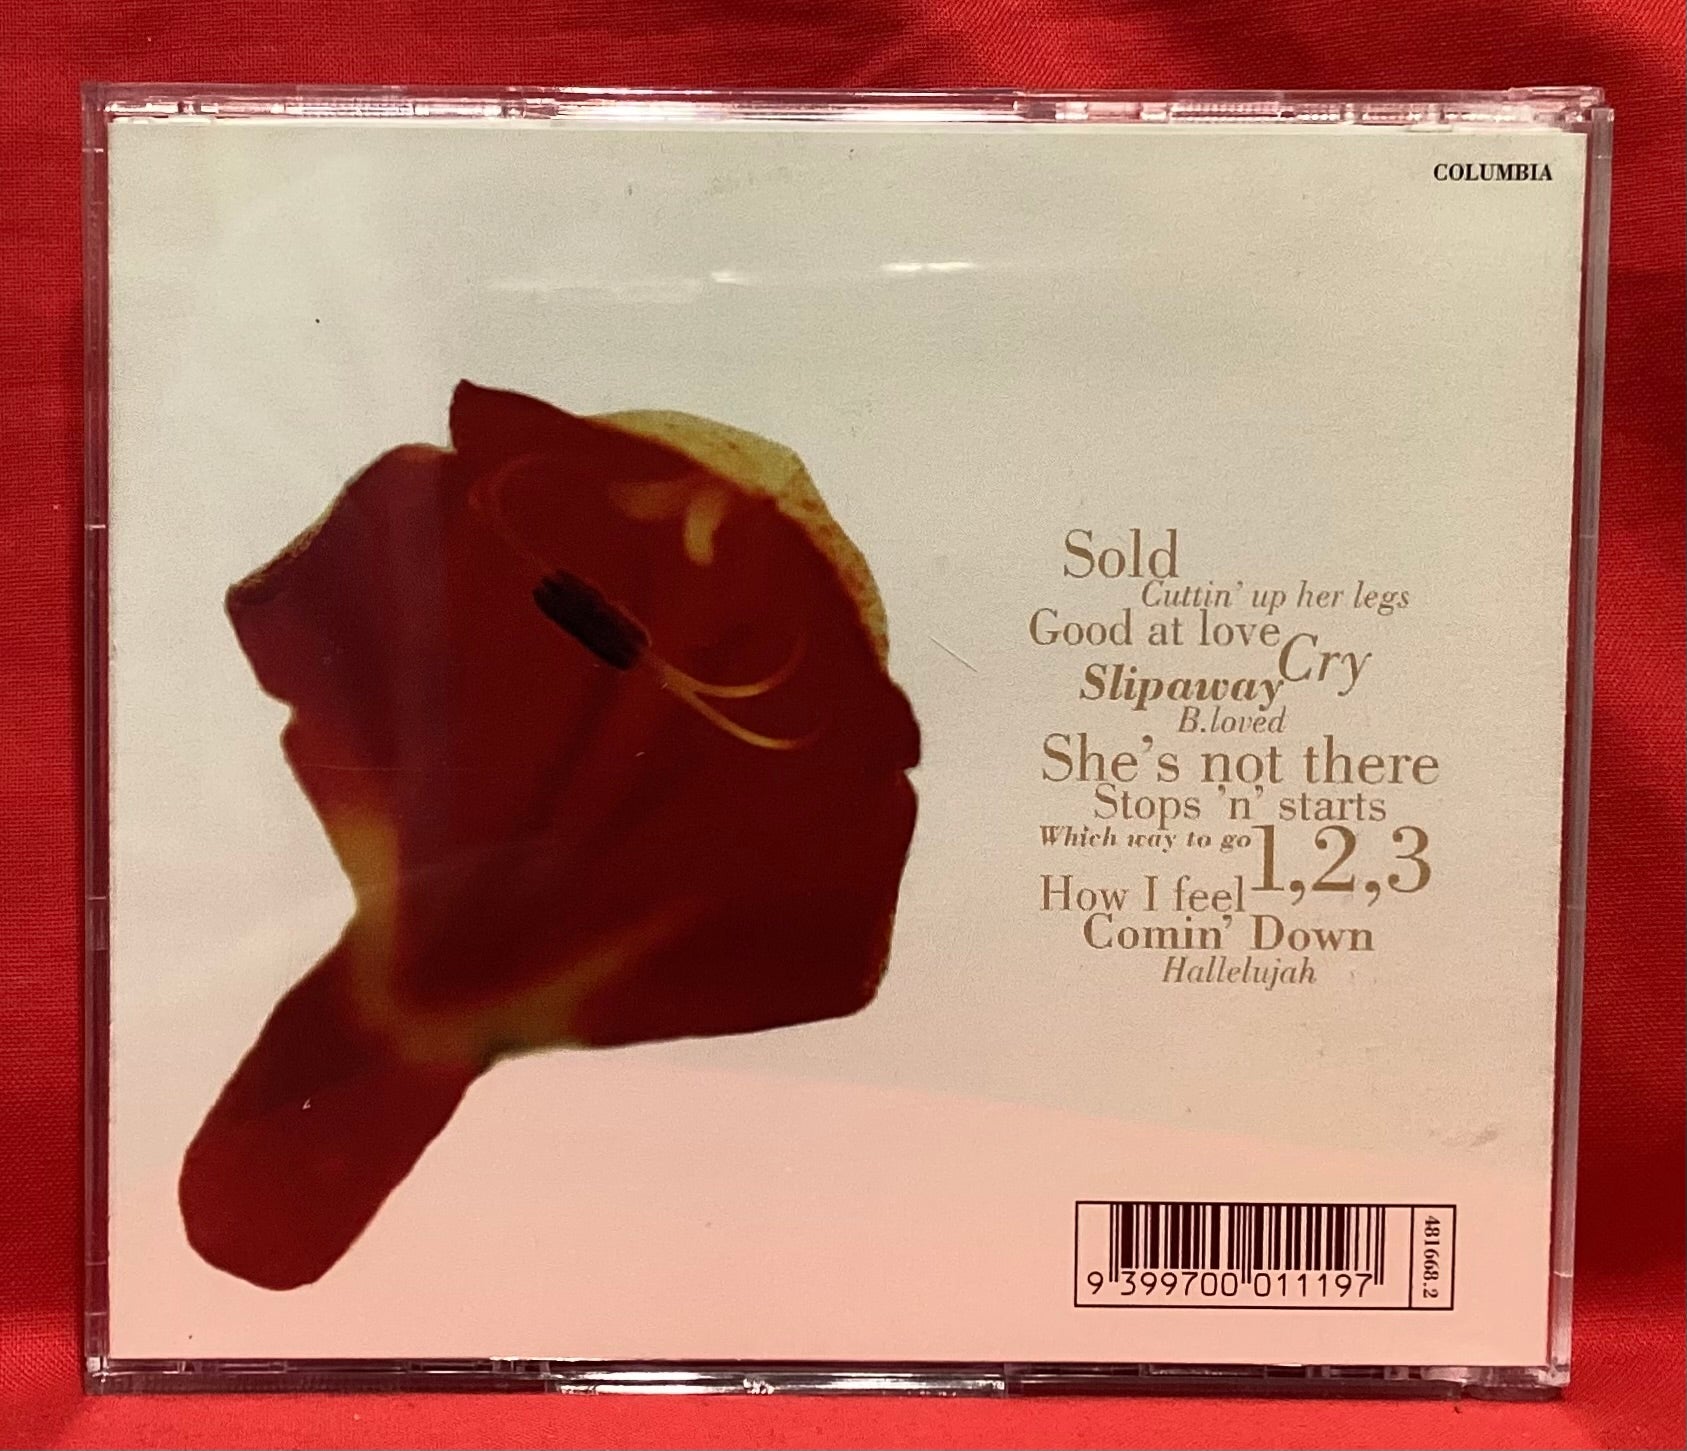 COLUMBIA
Sold
Cuttin' up her legs
Good at love
Cry
Slipaway
B.loved
She's not there
Stops 'n' starts
Which way to go
1,2,3
How I feel
Comin' Down
Hallelujah
9 399700 011197
481668.2